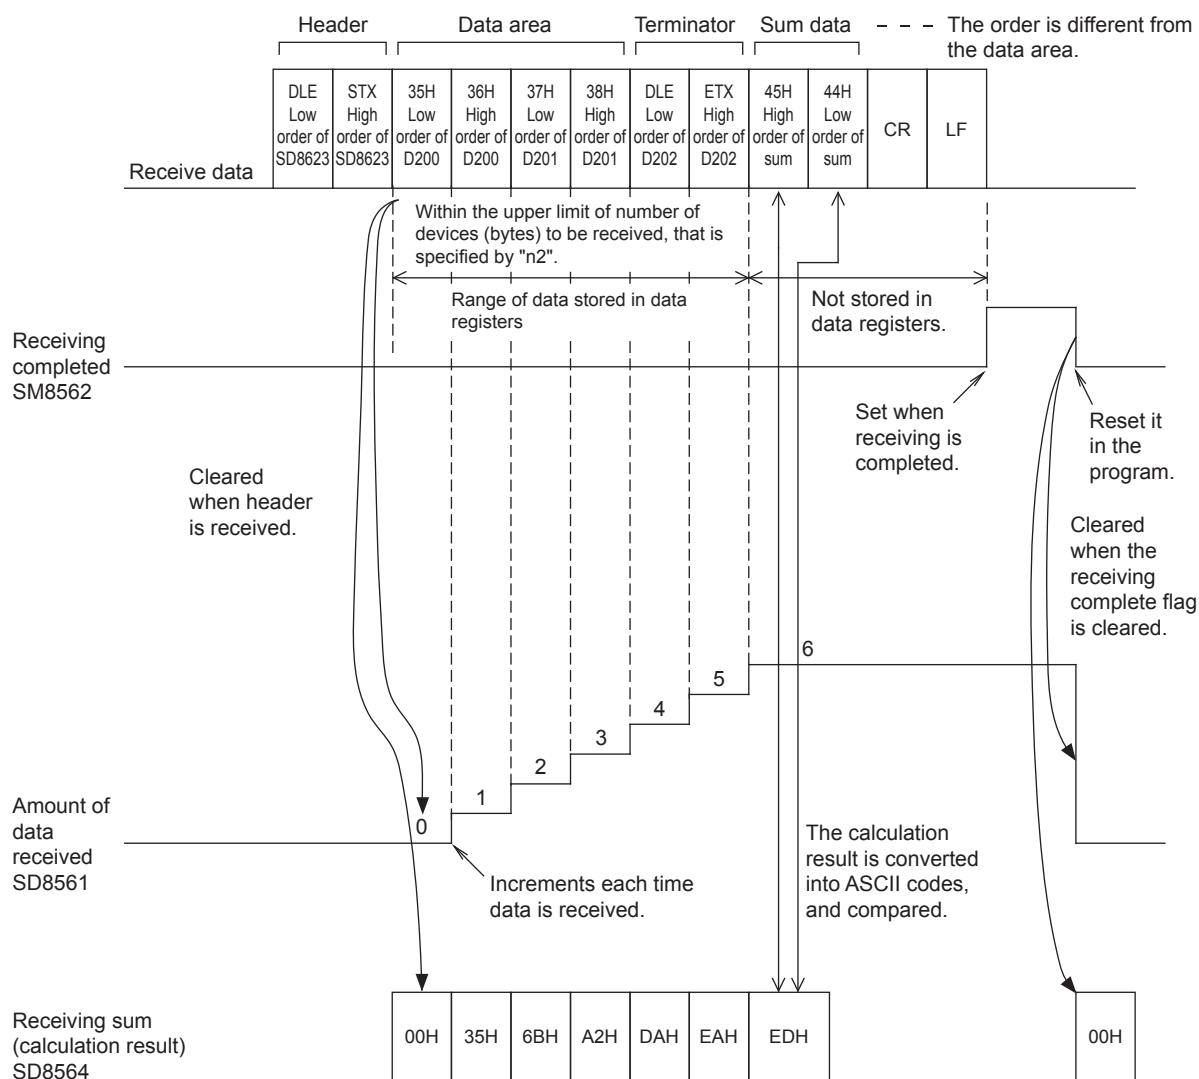 Header
Data area
Terminator
Sum data
The order is different from
the data area.
DLE
Low
order of
SD8623
STX
High
order of
SD8623
35H
Low
order of
D200
36H
High
order of
D200
37H
Low
order of
D201
38H
High
order of
D201
DLE
Low
order of
D202
ETX
High
order of
D202
45H
High
order of
sum
44H
Low
order of
sum
CR
LF
Receive data
Within the upper limit of number of
devices (bytes) to be received, that is
specified by "n2".
Range of data stored in data
registers
Not stored in
data registers.
Receiving
completed
SM8562
Set when
receiving is
completed.
Reset it
in the
program.
Cleared
when header
is received.
Cleared
when the
receiving
complete flag
is cleared.
6
5
4
3
2
1
0
Amount of
data
received
SD8561
Increments each time
data is received.
The calculation
result is converted
into ASCII codes,
and compared.
Receiving sum
(calculation result)
SD8564
00H
35H
6BH
A2H
DAH
EAH
EDH
00H